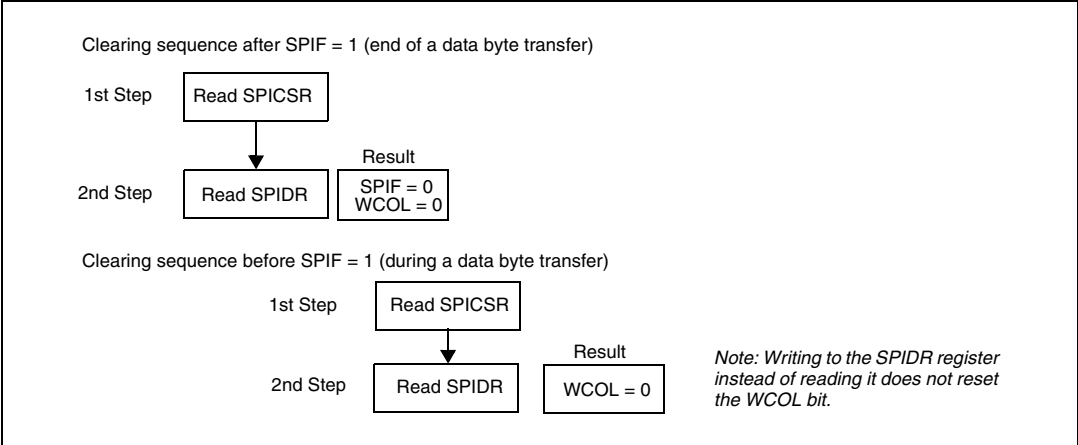 Clearing sequence after SPIF = 1 (end of a data byte transfer)
1st Step
Read SPICSR
Result
2nd Step
Read SPIDR
SPIF = 0
WCOL = 0
Clearing sequence before SPIF = 1 (during a data byte transfer)
1st Step
Read SPICSR
Result
2nd Step
Read SPIDR
WCOL = 0
Note: Writing to the SPIDR register
instead of reading it does not reset
the WCOL bit.